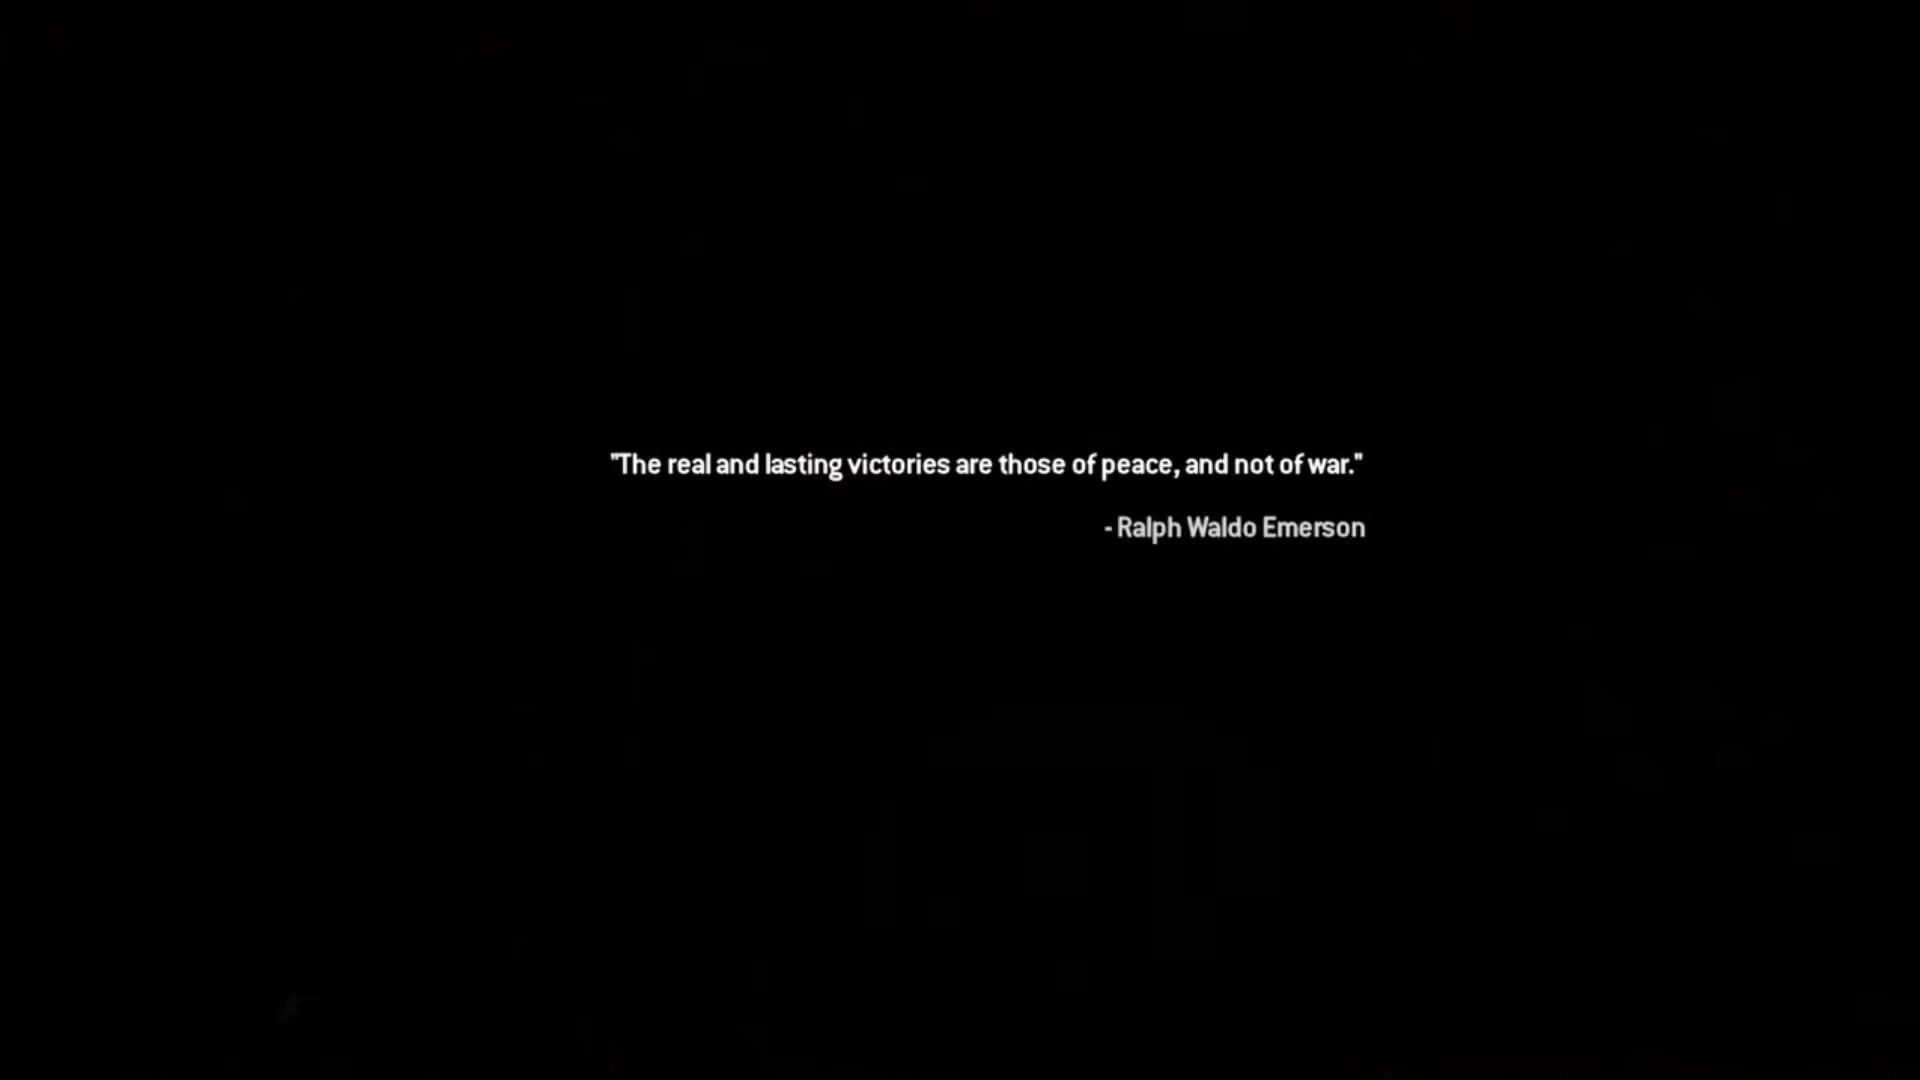 "The real and lasting victories are those of peace, and not of war."
- Ralph Waldo Emerson